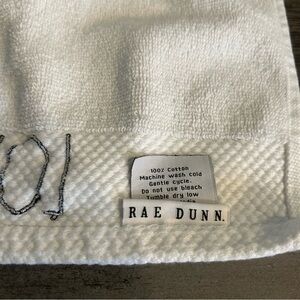 100% Cotton
Machine wash cold
Gentle cycle.
Do not use bleach
Tumble dry low
RAE DUNN.